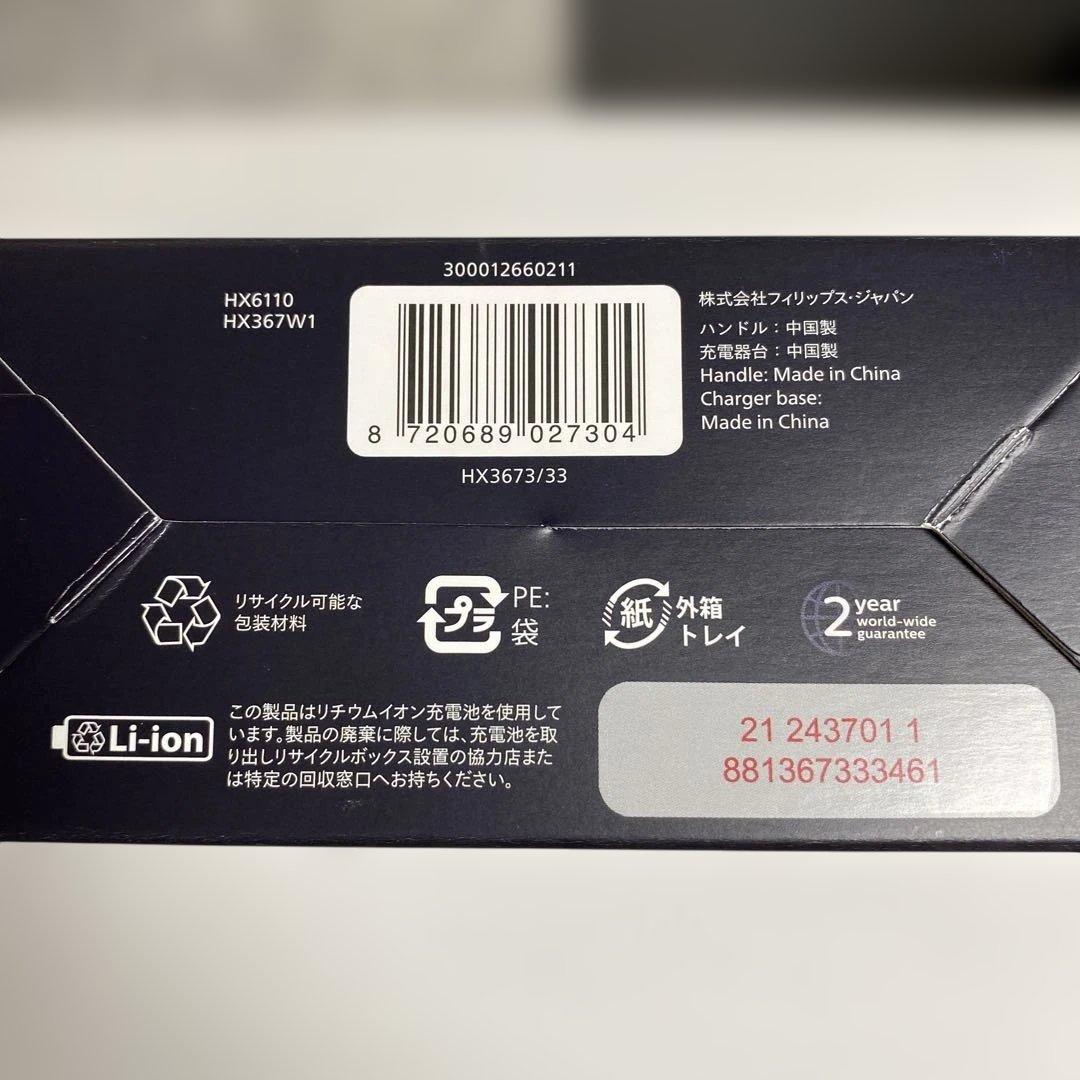 300012660211
HX6110
HX367W1
8 720689 027304
HX3673/33
株式会社フィリップス・ジャパン
ハンドル：中国製
充電器台：中国製
Handle: Made in China
Charger base:
Made in China
リサイクル可能な
包装材料
プラ
PE:
袋
紙
外箱
トレイ
2 year
world-wide
guarantee
Li-ion
この製品はリチウムイオン充電池を使用して
います。製品の廃棄に際しては、充電池を取
り出しリサイクルボックス設置の協力店また
は特定の回収窓口へお持ちください。
21 243701 1
881367333461